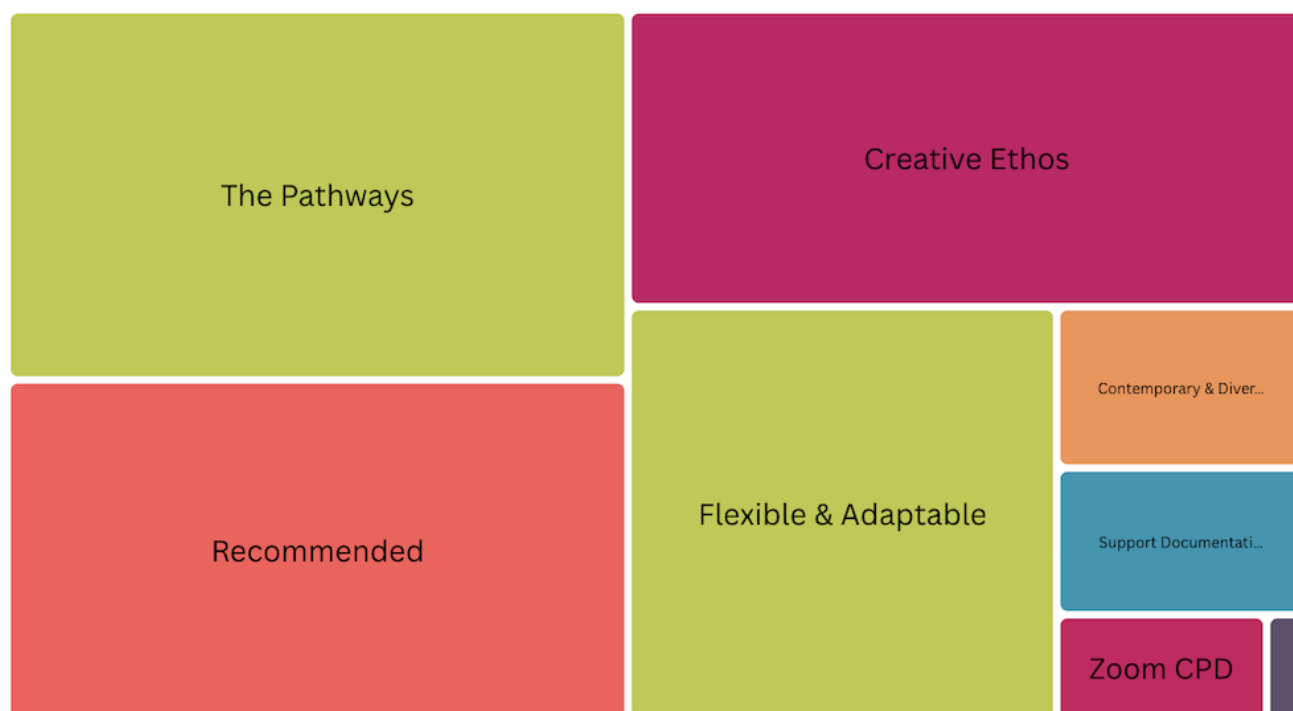 The Pathways
Creative Ethos
Recommended
Flexible & Adaptable
Contemporary & Diver...
Support Documentati...
Zoom CPD